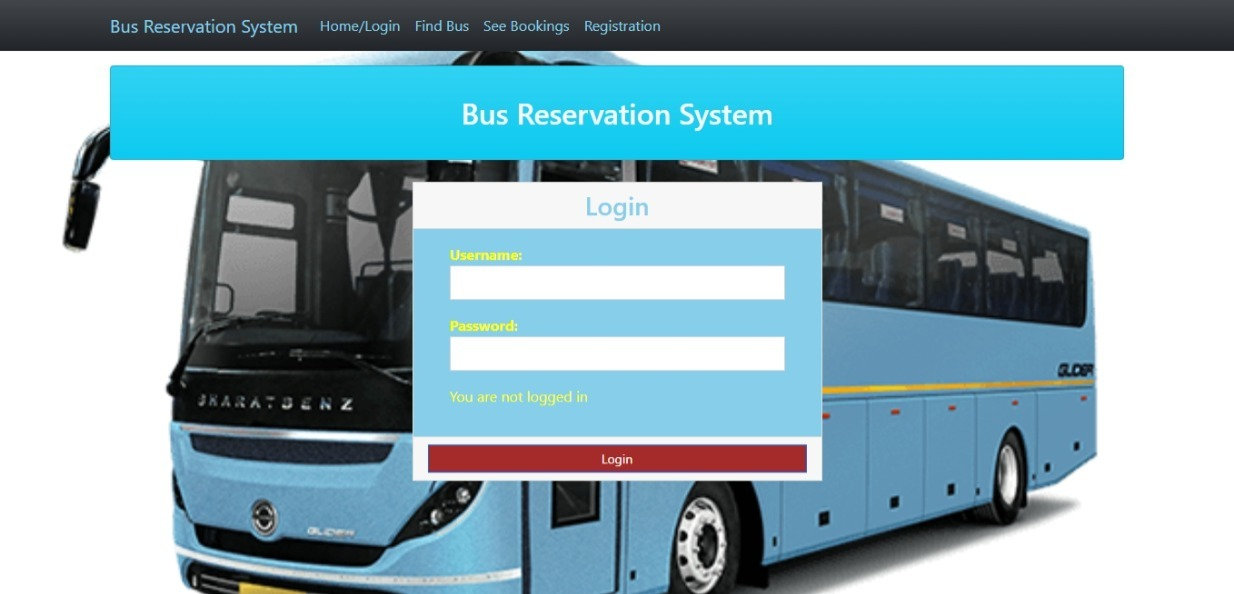 Bus Reservation System Home/Login Find Bus See Bookings Registration
Bus Reservation System
Login
Username:
Password:
You are not logged in
Login
BHARATBENZ
GLIDER
GLIDER